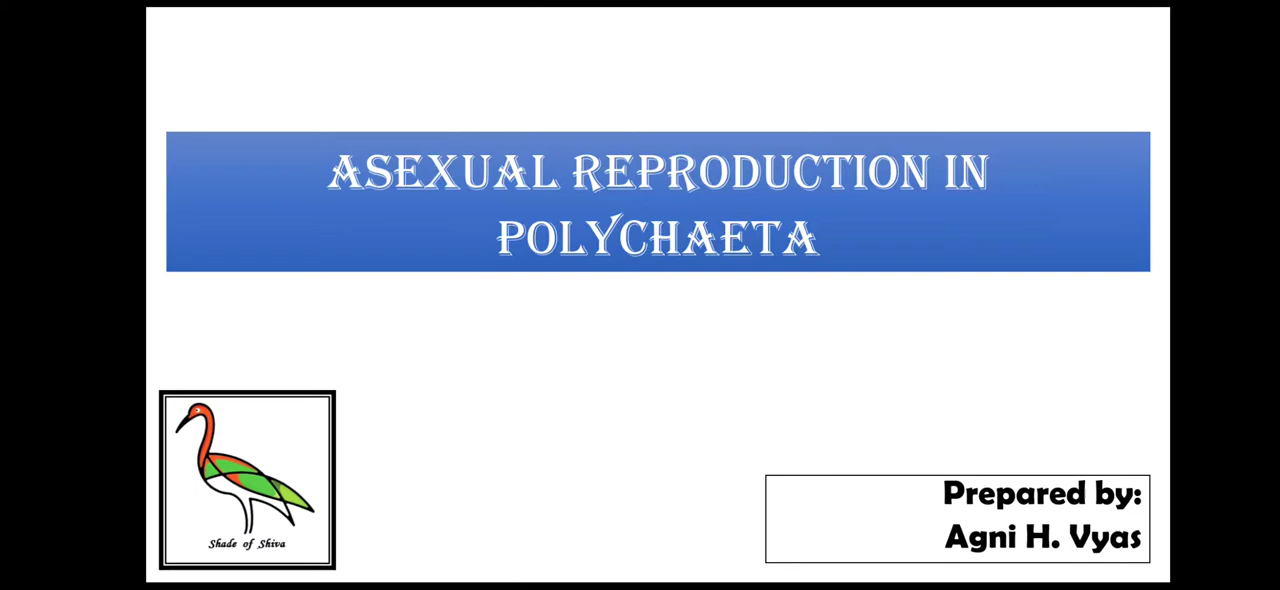 ASEXUAL REPRODUCTION IN
POLYCHAETA
Shade of Shiva
Prepared by:
Agni H. Vyas